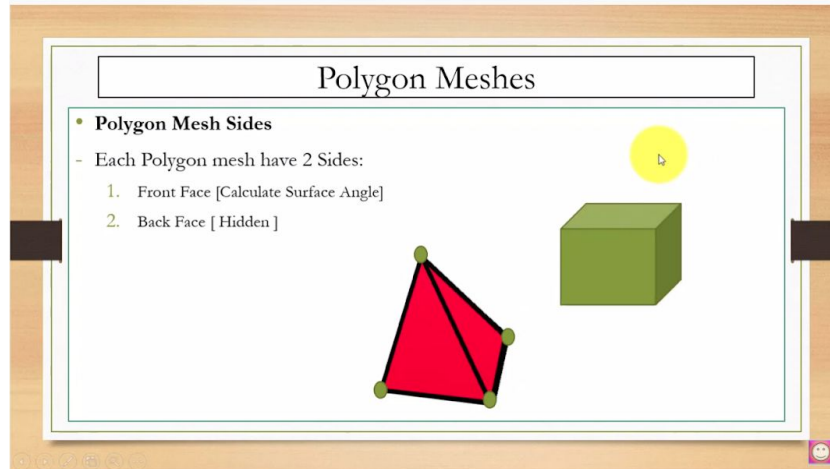 Polygon Meshes
• Polygon Mesh Sides
- Each Polygon mesh have 2 Sides:
1. Front Face [Calculate Surface Angle]
2. Back Face [ Hidden ]